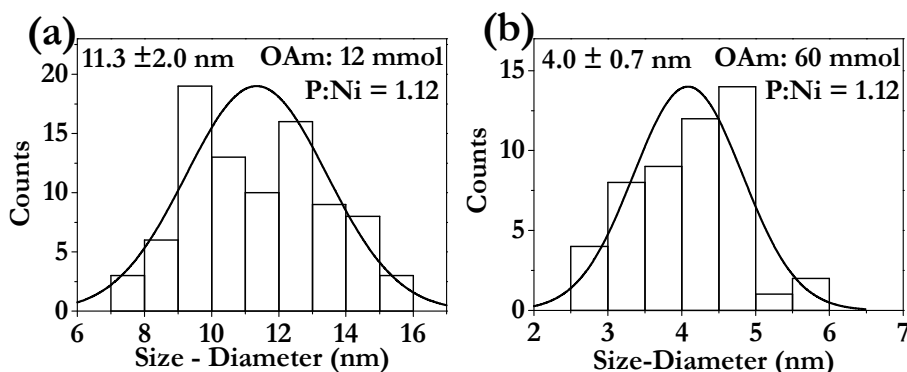 (a)
11.3 ±2.0 nm
OAm: 12 mmol
P:Ni = 1.12
20
15
10
5
0
Counts
6 8 10 12 14 16
Size - Diameter (nm)
(b)
4.0 ± 0.7 nm
OAm: 60 mmol
P:Ni = 1.12
15
10
5
0
Counts
2 3 4 5 6 7
Size-Diameter (nm)